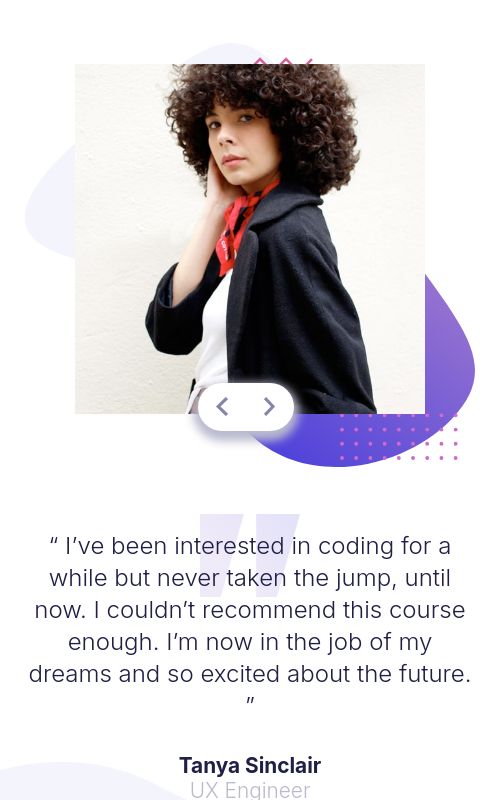 “ I’ve been interested in coding for a
while but never taken the jump, until
now. I couldn’t recommend this course
enough. I’m now in the job of my
dreams and so excited about the future.
”
Tanya Sinclair
UX Engineer